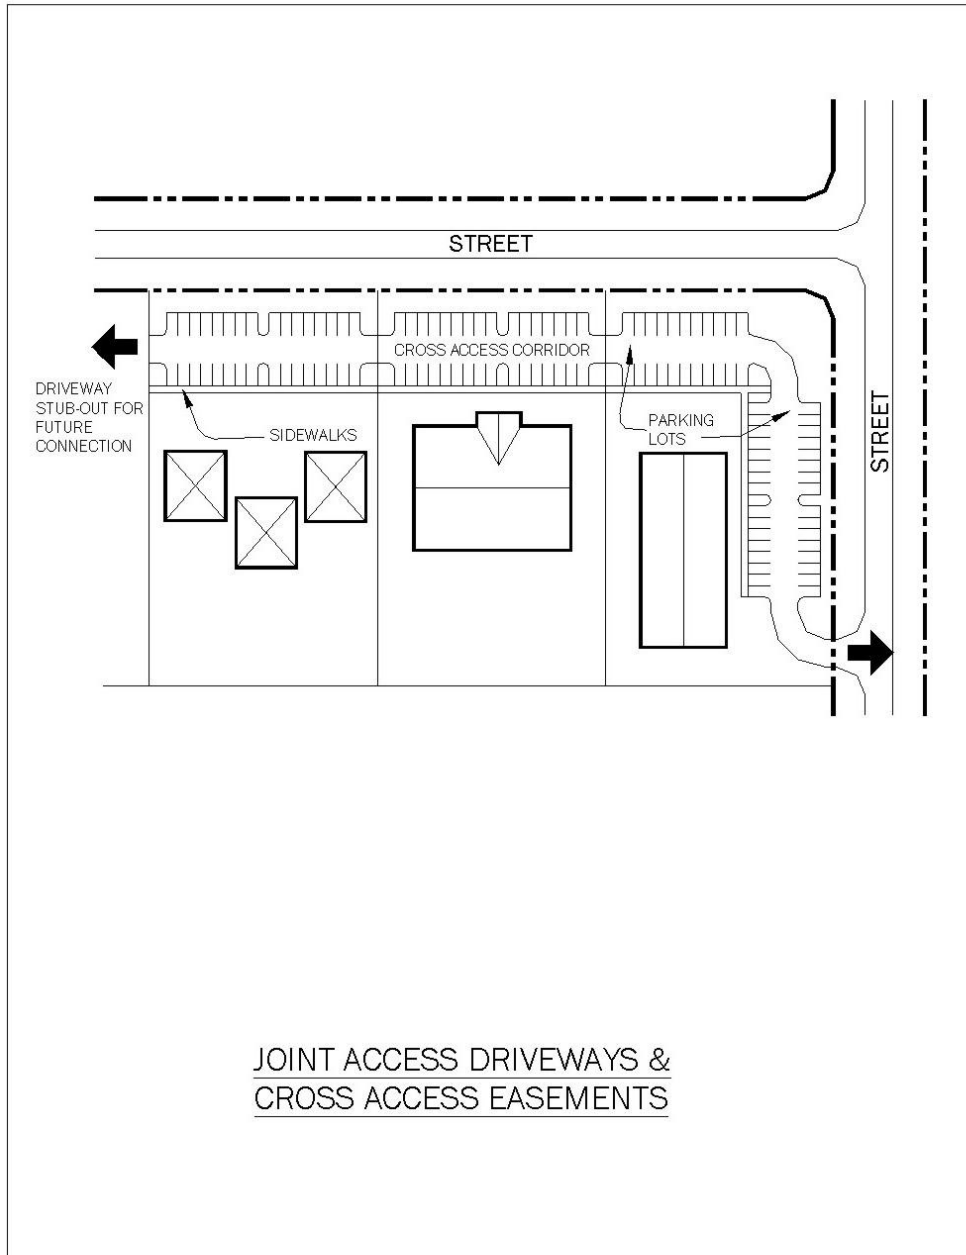 STREET
CROSS ACCESS CORRIDOR
DRIVEWAY
STUB-OUT FOR
FUTURE
CONNECTION
SIDEWALKS
PARKING
LOTS
STREET
JOINT ACCESS DRIVEWAYS &
CROSS ACCESS EASEMENTS